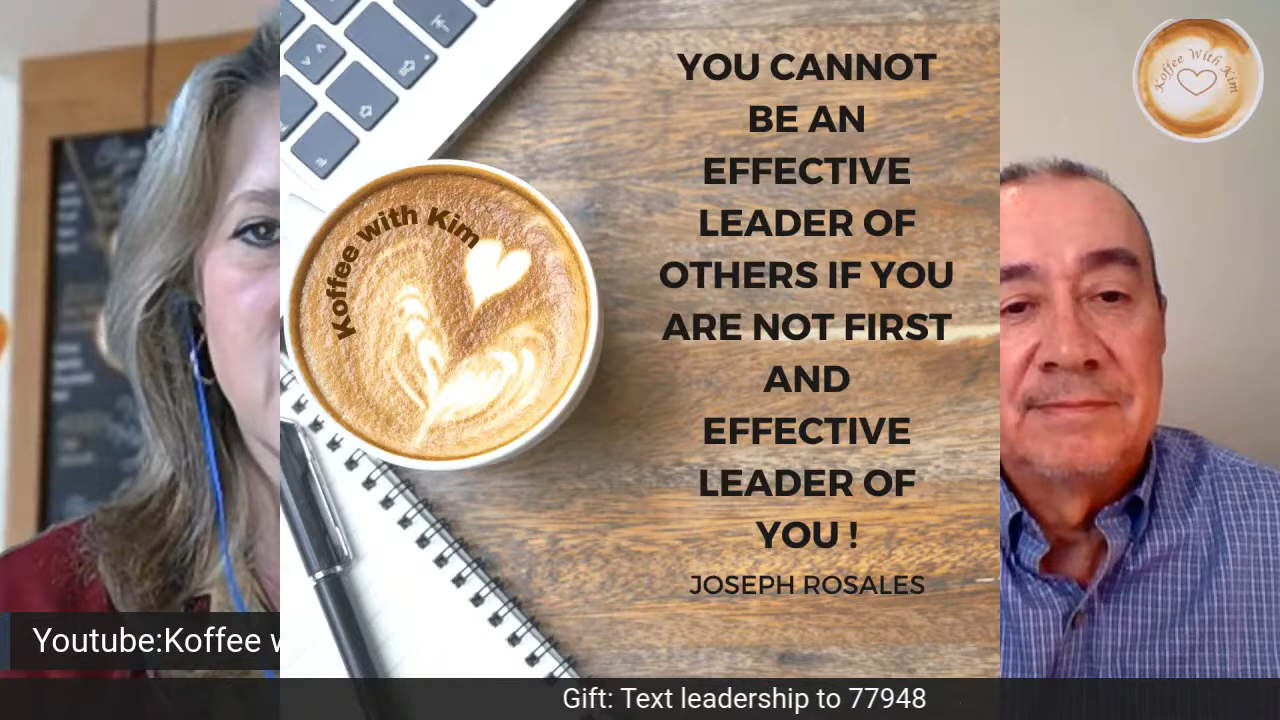 YOU CANNOT
BE AN
EFFECTIVE
LEADER OF
OTHERS IF YOU
ARE NOT FIRST
AND
EFFECTIVE
LEADER OF
YOU !
JOSEPH ROSALES
Koffee with Kim
Koffee With Kim
Youtube:Koffee w
Gift: Text leadership to 77948